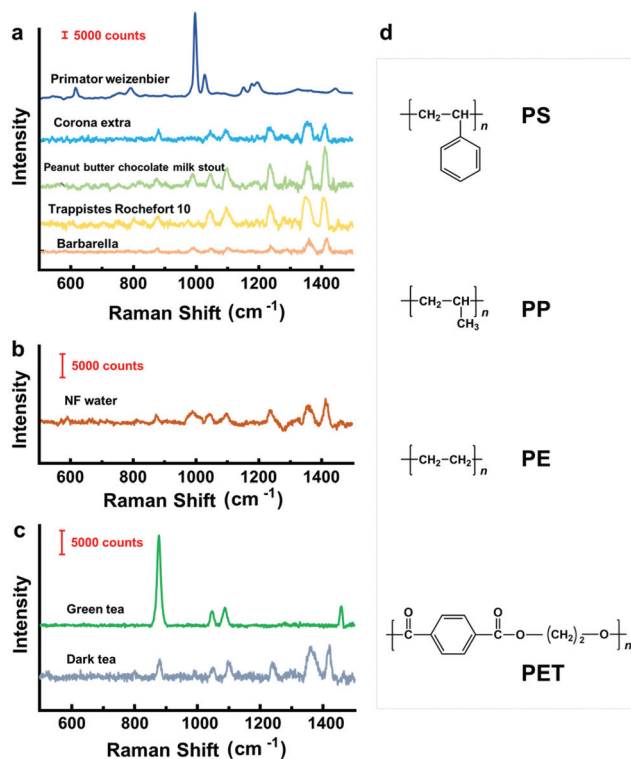 a
5000 counts
Primator weizenbier
Corona extra
Peanut butter chocolate milk stout
Trappistes Rochefort 10
Barbarella
Intensity
600 800 1000 1200 1400
Raman Shift (cm⁻¹)
b
5000 counts
NF water
Intensity
600 800 1000 1200 1400
Raman Shift (cm⁻¹)
c
5000 counts
Green tea
Dark tea
Intensity
600 800 1000 1200 1400
Raman Shift (cm⁻¹)
d
CH₂–CH n
PS
CH₂–CH n
CH₃
PP
CH₂–CH₂ n
PE
O O
C C–O–(CH₂)₂–O n
PET